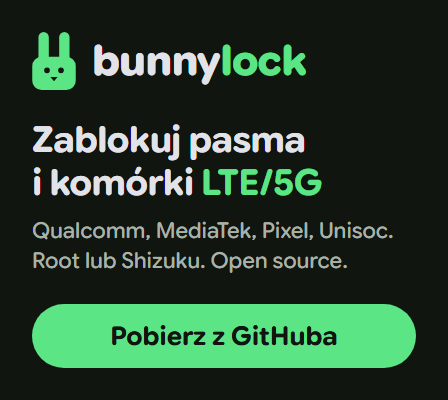 bunnylock
Zablokuj pasma
i komórki LTE/5G
Qualcomm, MediaTek, Pixel, Unisoc.
Root lub Shizuku. Open source.
Pobierz z GitHuba